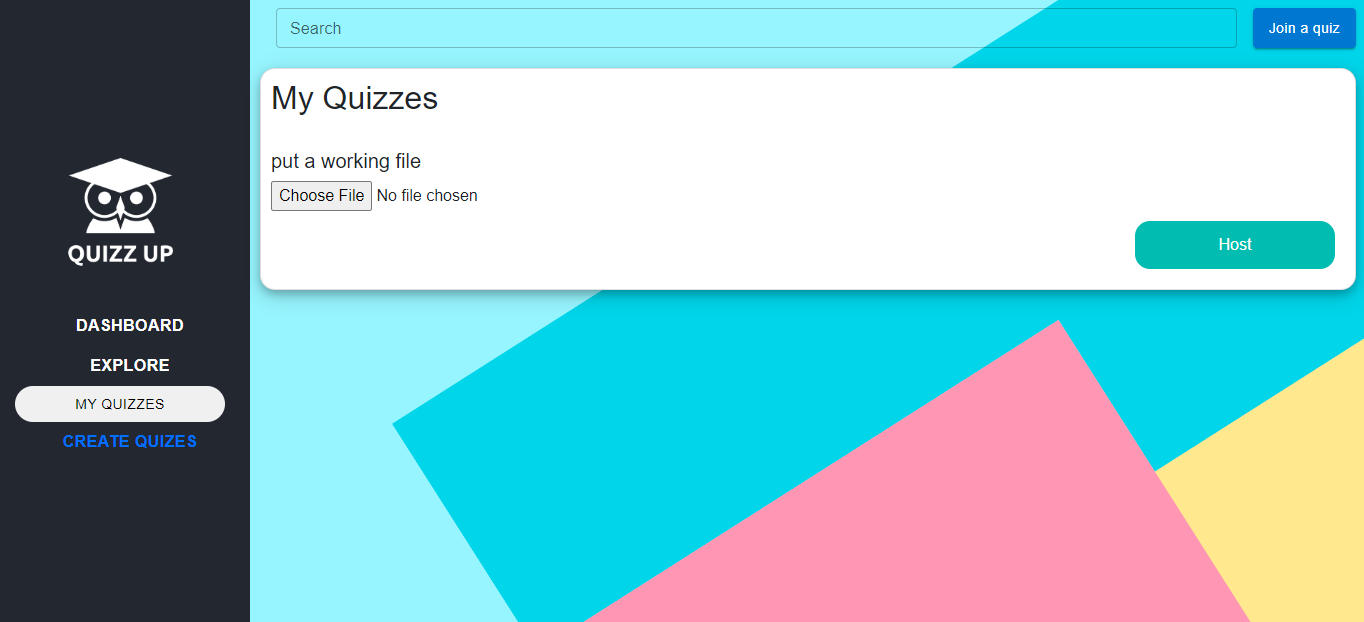 Search
Join a quiz
My Quizzes
put a working file
Choose File No file chosen
Host
QUIZZ UP
DASHBOARD
EXPLORE
MY QUIZZES
CREATE QUIZES